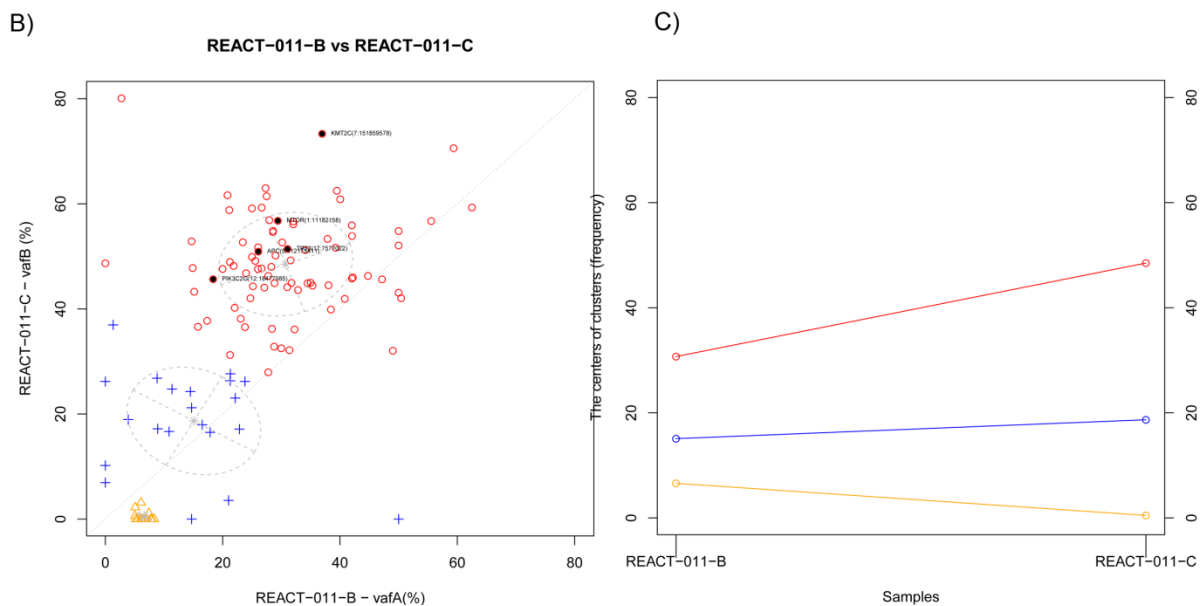 B)
C)
REACT−011−B vs REACT−011−C
REACT−011−C − vafB (%)
80
60
40
20
0
KMT2C(7:151859578)
MTOR(1:11182158)
PIK3C2G(12:18477985)
0
20
40
60
80
REACT−011−B − vafA(%)
The centers of clusters (frequency)
80
60
40
20
0
80
60
40
20
0
REACT−011−B
REACT−011−C
Samples